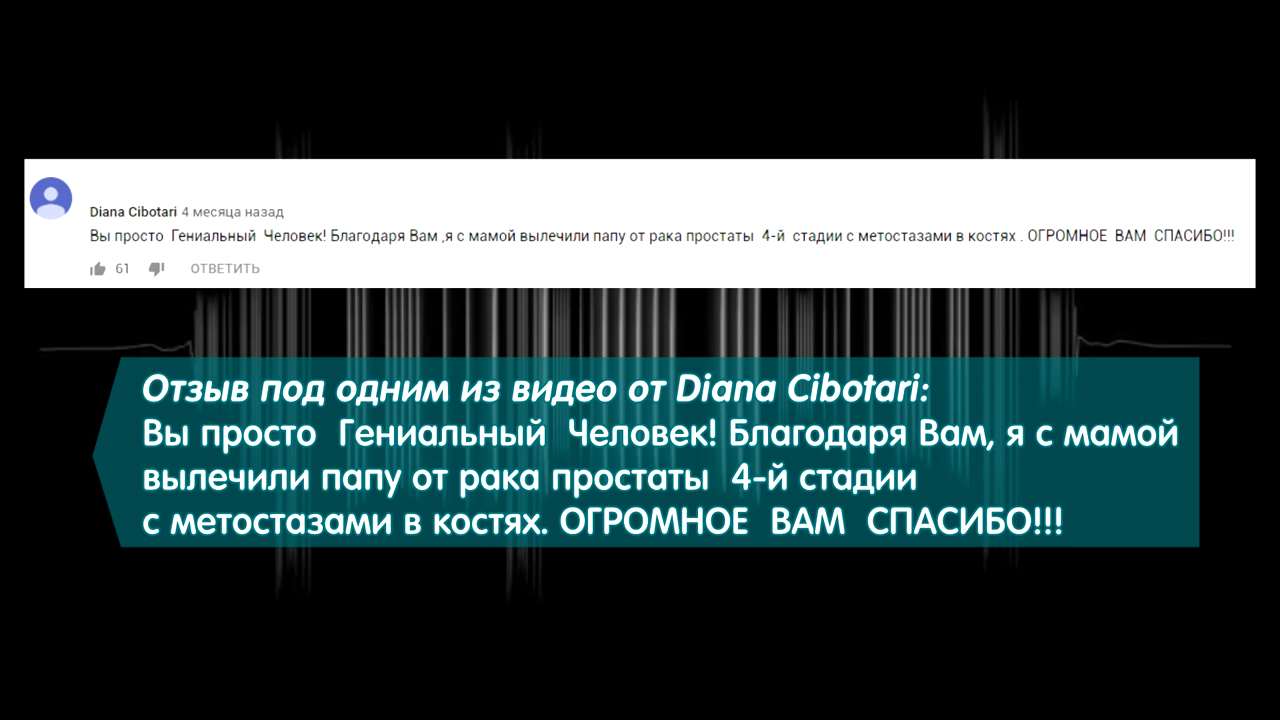 Diana Cibotari 4 месяца назад
Вы просто Гениальный Человек! Благодаря Вам ,я с мамой вылечили папу от рака простаты 4-й стадии с метостазами в костях . ОГРОМНОЕ ВАМ СПАСИБО!!!
61 ОТВЕТИТЬ
Отзыв под одним из видео от Diana Cibotari:
Вы просто Гениальный Человек! Благодаря Вам, я с мамой
вылечили папу от рака простаты 4-й стадии
с метостазами в костях. ОГРОМНОЕ ВАМ СПАСИБО!!!